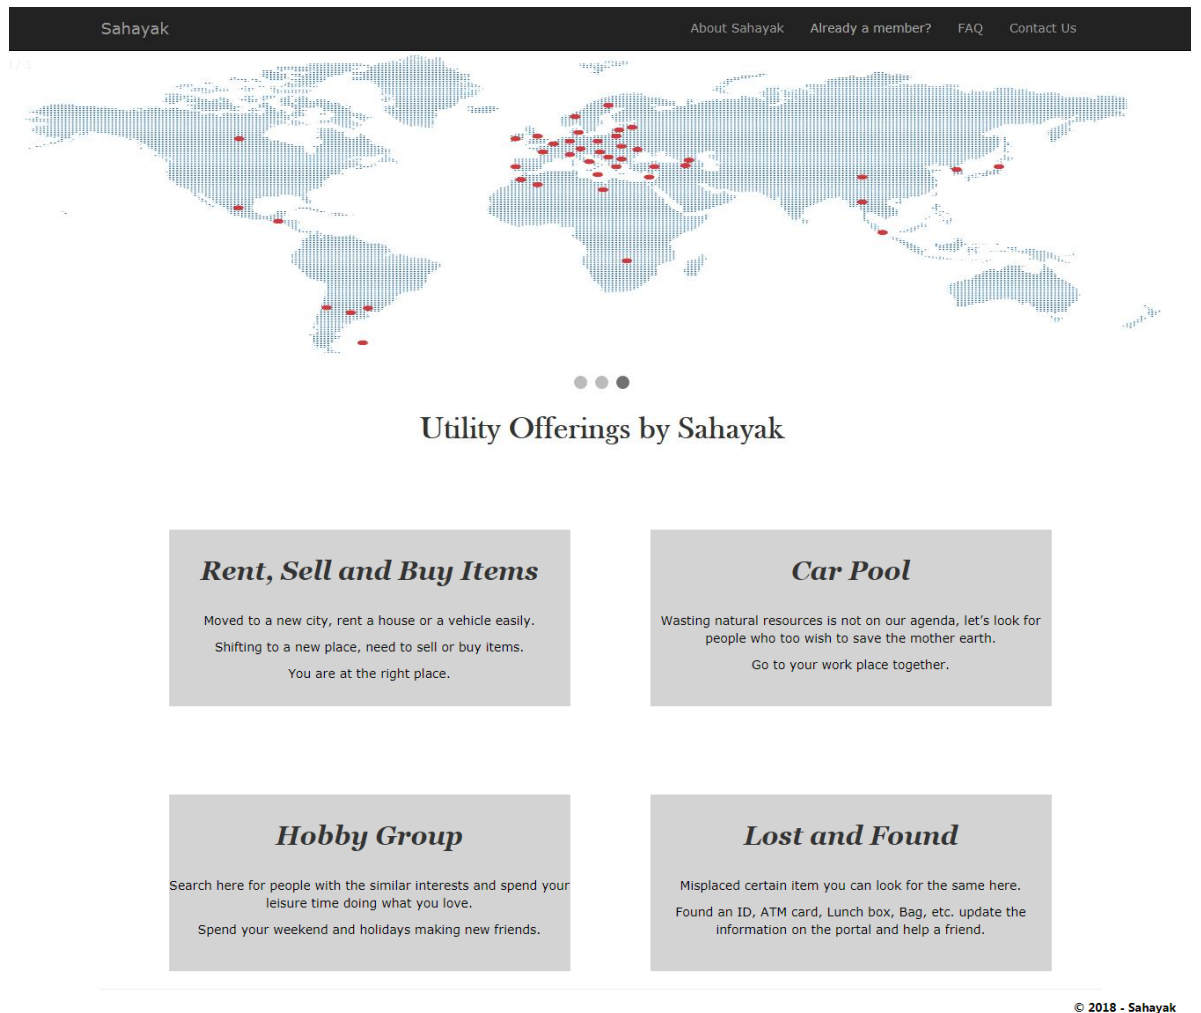 Sahayak
About Sahayak
Already a member?
FAQ
Contact Us
Utility Offerings by Sahayak
Rent, Sell and Buy Items
Moved to a new city, rent a house or a vehicle easily.
Shifting to a new place, need to sell or buy items.
You are at the right place.
Car Pool
Wasting natural resources is not on our agenda, let’s look for
people who too wish to save the mother earth.
Go to your work place together.
Hobby Group
Search here for people with the similar interests and spend your
leisure time doing what you love.
Spend your weekend and holidays making new friends.
Lost and Found
Misplaced certain item you can look for the same here.
Found an ID, ATM card, Lunch box, Bag, etc. update the
information on the portal and help a friend.
© 2018 - Sahayak